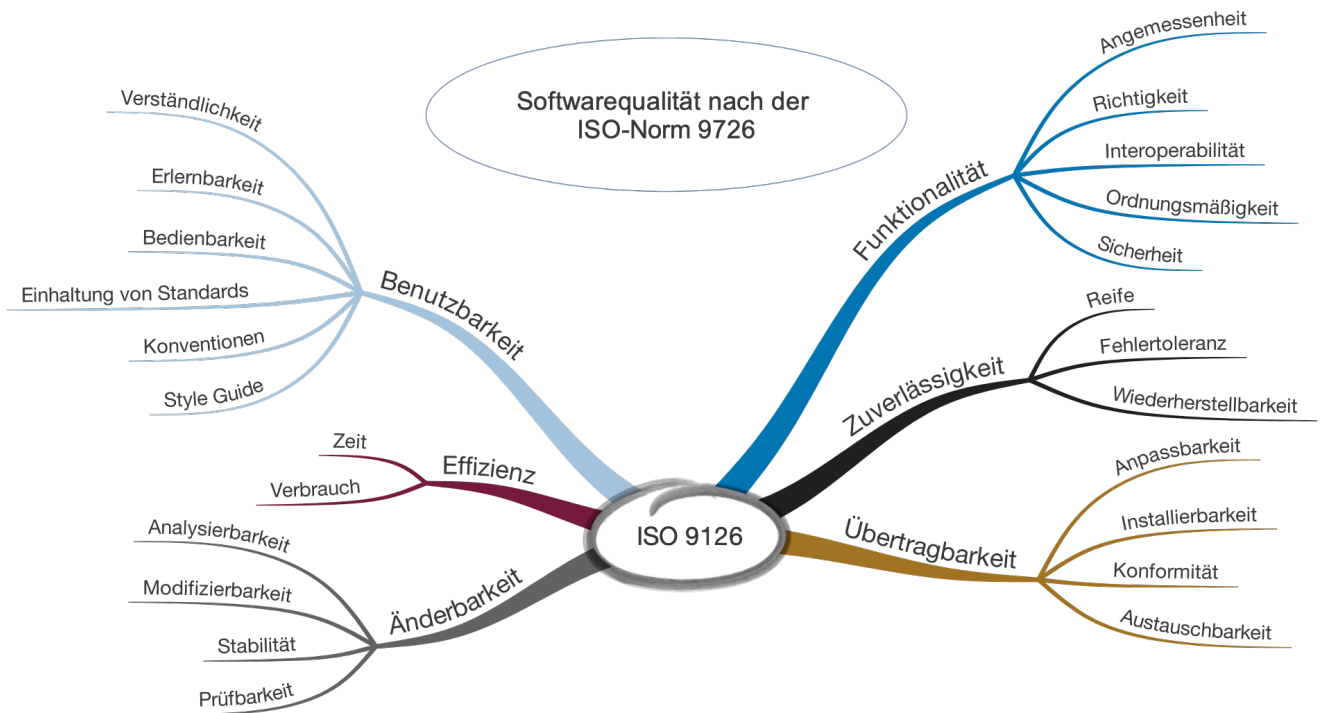 Softwarequalität nach der
ISO-Norm 9726
ISO 9126
Benutzbarkeit
Verständlichkeit
Erlernbarkeit
Bedienbarkeit
Einhaltung von Standards
Konventionen
Style Guide
Effizienz
Zeit
Verbrauch
Änderbarkeit
Analysierbarkeit
Modifizierbarkeit
Stabilität
Prüfbarkeit
Funktionalität
Angemessenheit
Richtigkeit
Interoperabilität
Ordnungsmäßigkeit
Sicherheit
Zuverlässigkeit
Reife
Fehlertoleranz
Wiederherstellbarkeit
Übertragbarkeit
Anpassbarkeit
Installierbarkeit
Konformität
Austauschbarkeit